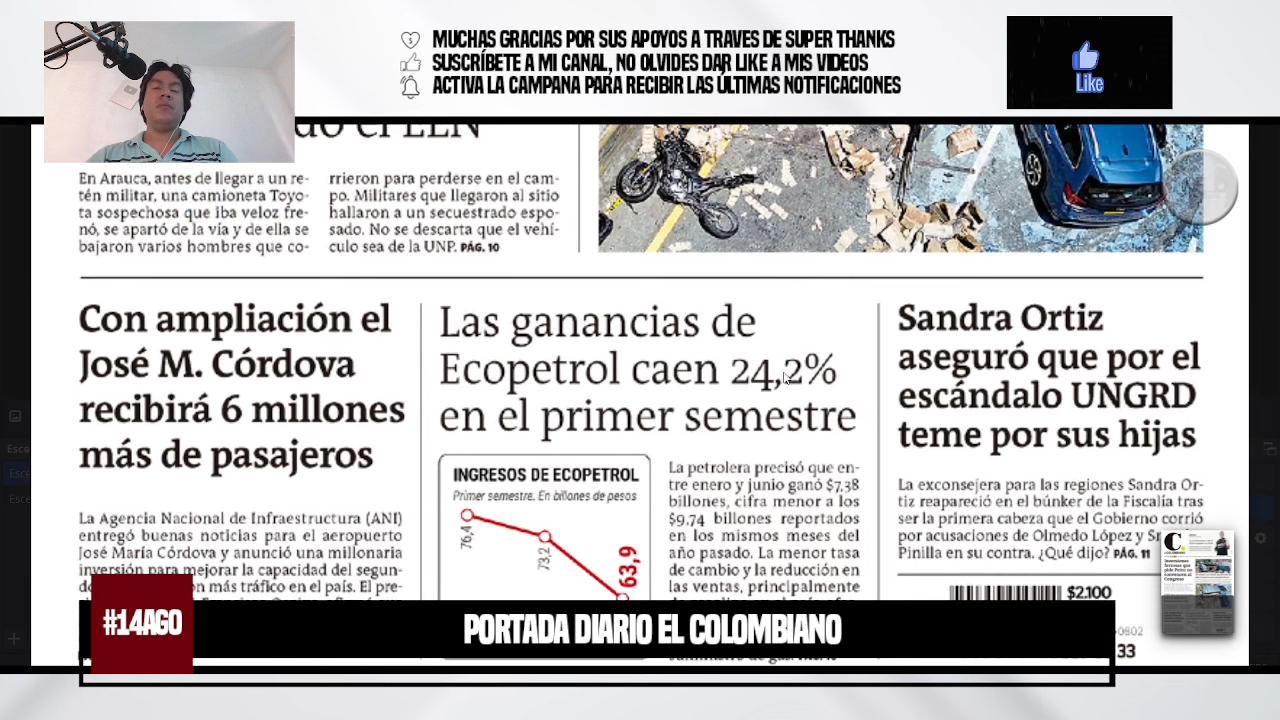 MUCHAS GRACIAS POR SUS APOYOS A TRAVES DE SUPER THANKS
SUSCRÍBETE A MI CANAL, NO OLVIDES DAR LIKE A MIS VIDEOS
ACTIVA LA CAMPANA PARA RECIBIR LAS ÚLTIMAS NOTIFICACIONES
Like
En Arauca, antes de llegar a un re-
tén militar, una camioneta Toyo-
ta sospechosa que iba veloz fre-
nó, se apartó de la vía y de ella se
bajaron varios hombres que co-
rrieron para perderse en el cam-
po. Militares que llegaron al sitio
hallaron a un secuestrado espo-
sado. No se descarta que el vehí-
culo sea de la UNP. PÁG. 10
Con ampliación el
José M. Córdova
recibirá 6 millones
más de pasajeros
La Agencia Nacional de Infraestructura (ANI)
entregó buenas noticias para el aeropuerto
José María Córdova y anunció una millonaria
inversión para mejorar la capacidad del segun-
on más tráfico en el país. El pre-
Las ganancias de
Ecopetrol caen 24,2%
en el primer semestre
INGRESOS DE ECOPETROL
Primer semestre. En billones de pesos
76,4
73,2
63,9
La petrolera precisó que en-
tre enero y junio ganó $7,38
billones, cifra menor a los
$9,74 billones reportados
en los mismos meses del
año pasado. La menor tasa
de cambio y la reducción en
las ventas, principalmente
Sandra Ortiz
aseguró que por el
escándalo UNGRD
teme por sus hijas
La exconsejera para las regiones Sandra Or-
tiz reapareció en el búnker de la Fiscalía tras
ser la primera cabeza que el Gobierno corrió
por acusaciones de Olmedo López y Sn
Pinilla en su contra. ¿Qué dijo? PÁG. 11
$2.100
0802
33
#14AGO
PORTADA DIARIO EL COLOMBIANO